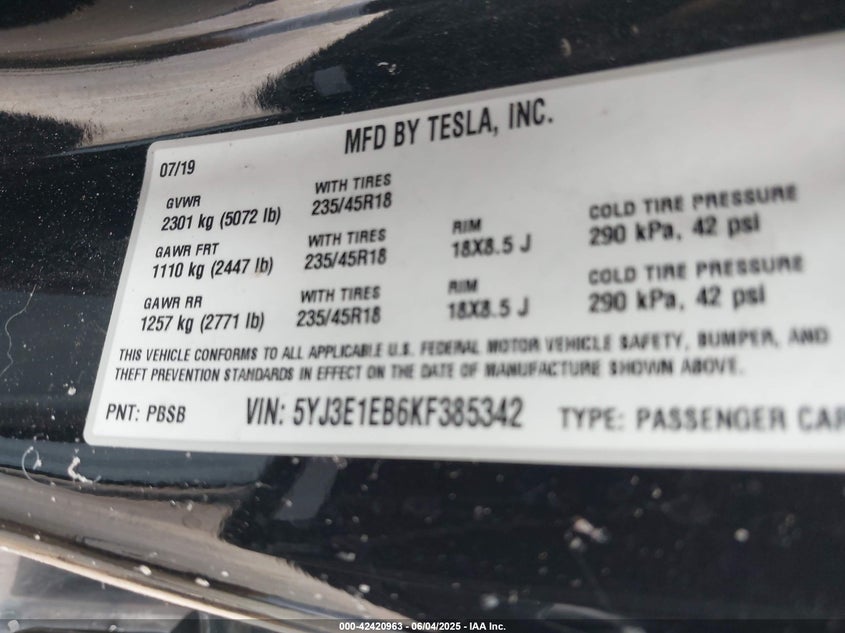 MFD BY TESLA, INC.
07/19
GVWR
2301 kg (5072 lb)
WITH TIRES
235/45R18
GAWR FRT
1110 kg (2447 lb)
WITH TIRES
235/45R18
RIM
18X8.5 J
COLD TIRE PRESSURE
290 kPa, 42 psi
GAWR RR
1257 kg (2771 lb)
WITH TIRES
235/45R18
RIM
18X8.5 J
COLD TIRE PRESSURE
290 kPa, 42 psi
THIS VEHICLE CONFORMS TO ALL APPLICABLE U.S. FEDERAL MOTOR VEHICLE SAFETY, BUMPER, AND
THEFT PREVENTION STANDARDS IN EFFECT ON THE DATE OF MANUFACTURE SHOWN ABOVE.
PNT: PBSB VIN: 5YJ3E1EB6KF385342 TYPE: PASSENGER CAR
000-42420963 - 06/04/2025 - IAA Inc.